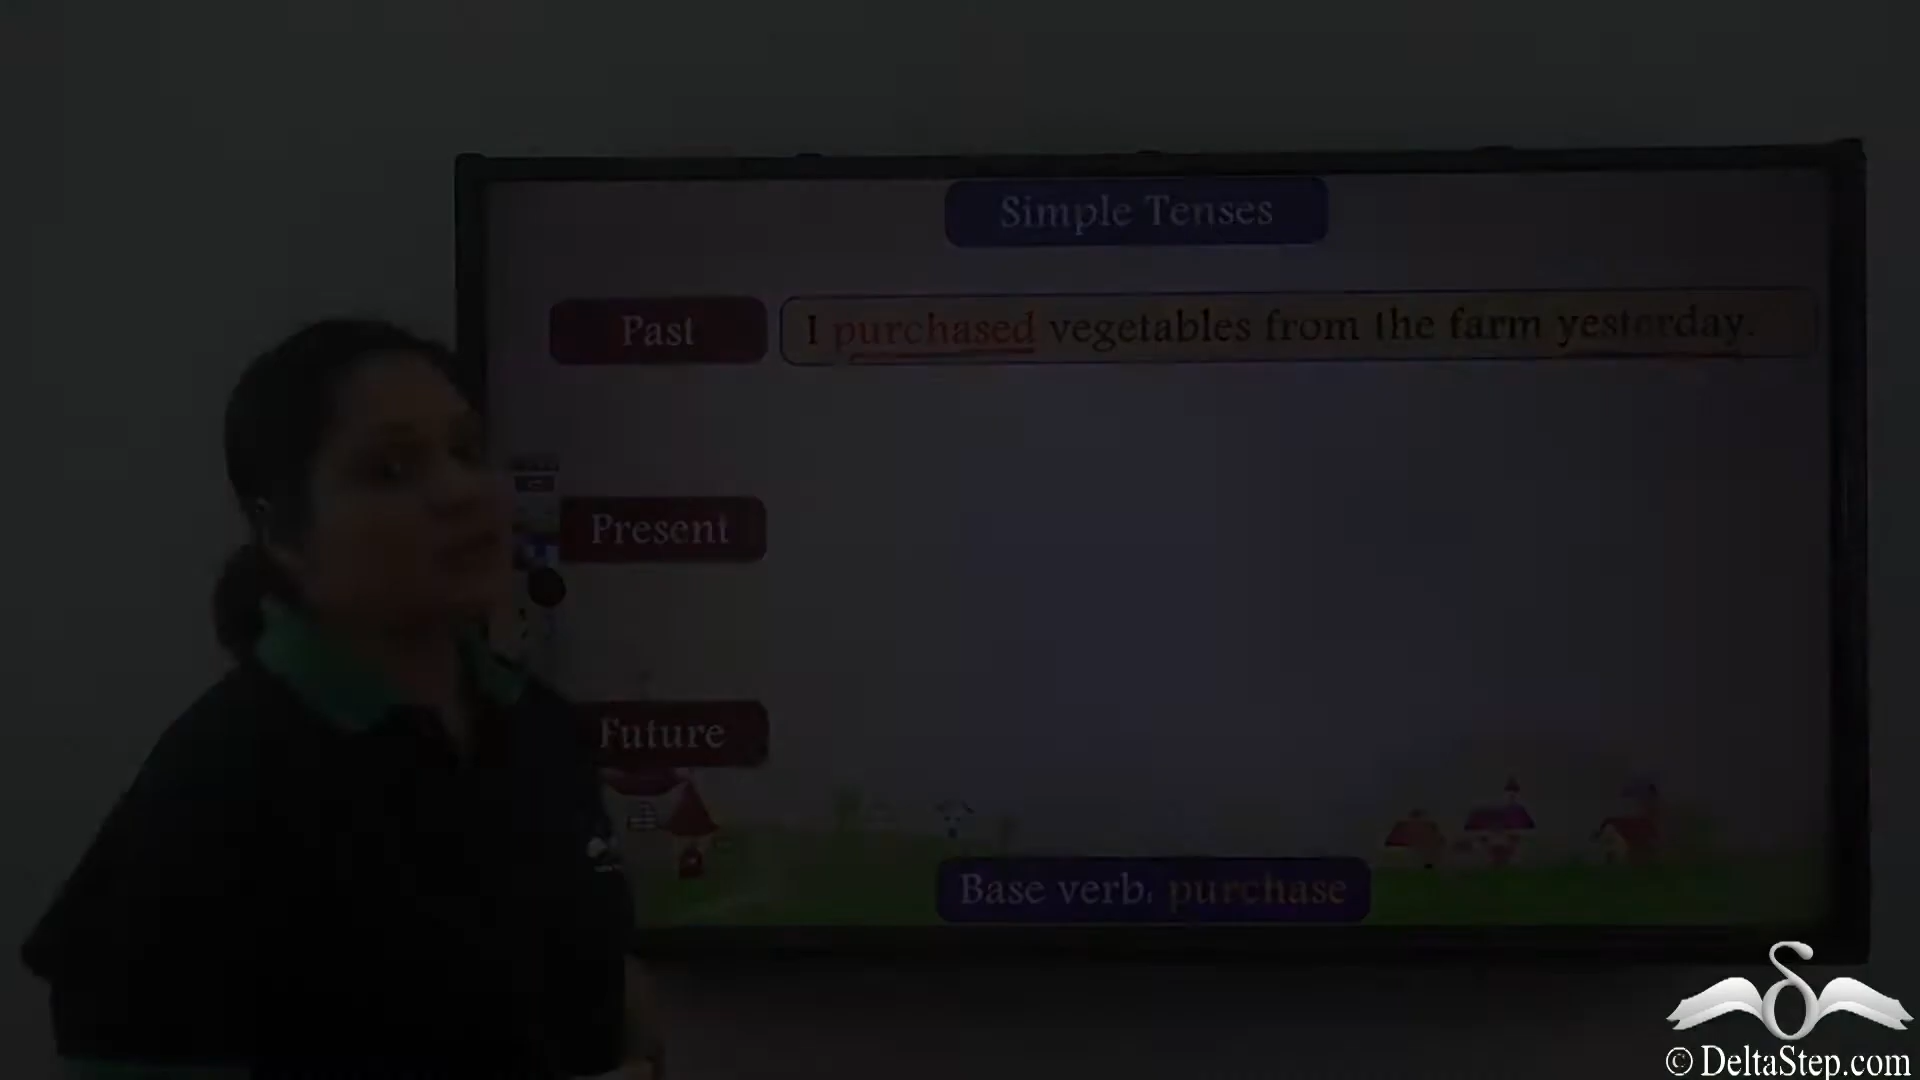 Simple Tenses
Past
I purchased vegetables from the farm yesterday.
Present
Future
Base verb: purchase
© DeltaStep.com